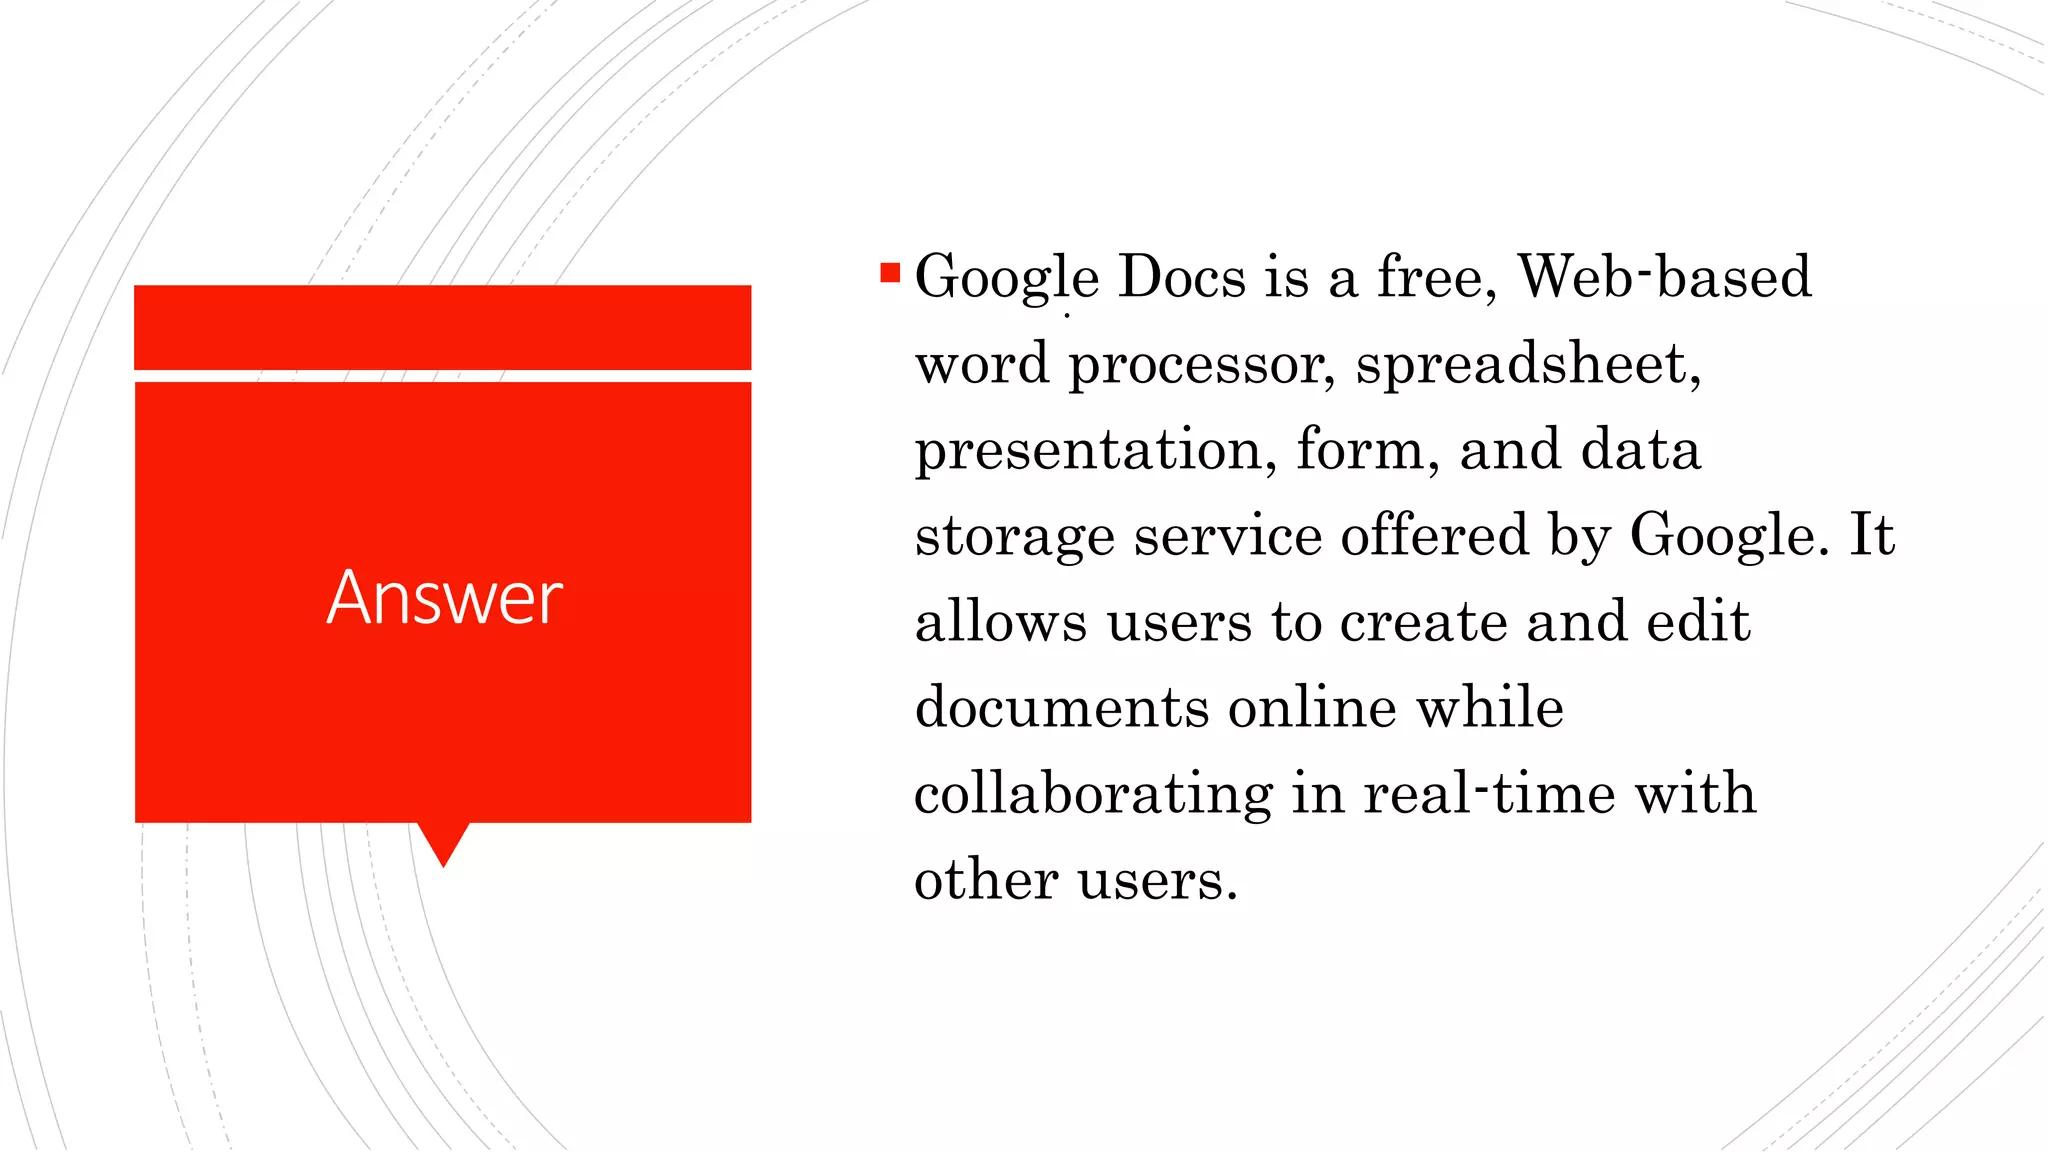 Answer
Google Docs is a free, Web-based
.
word processor, spreadsheet,
presentation, form, and data
storage service offered by Google. It
allows users to create and edit
documents online while
collaborating in real-time with
other users.